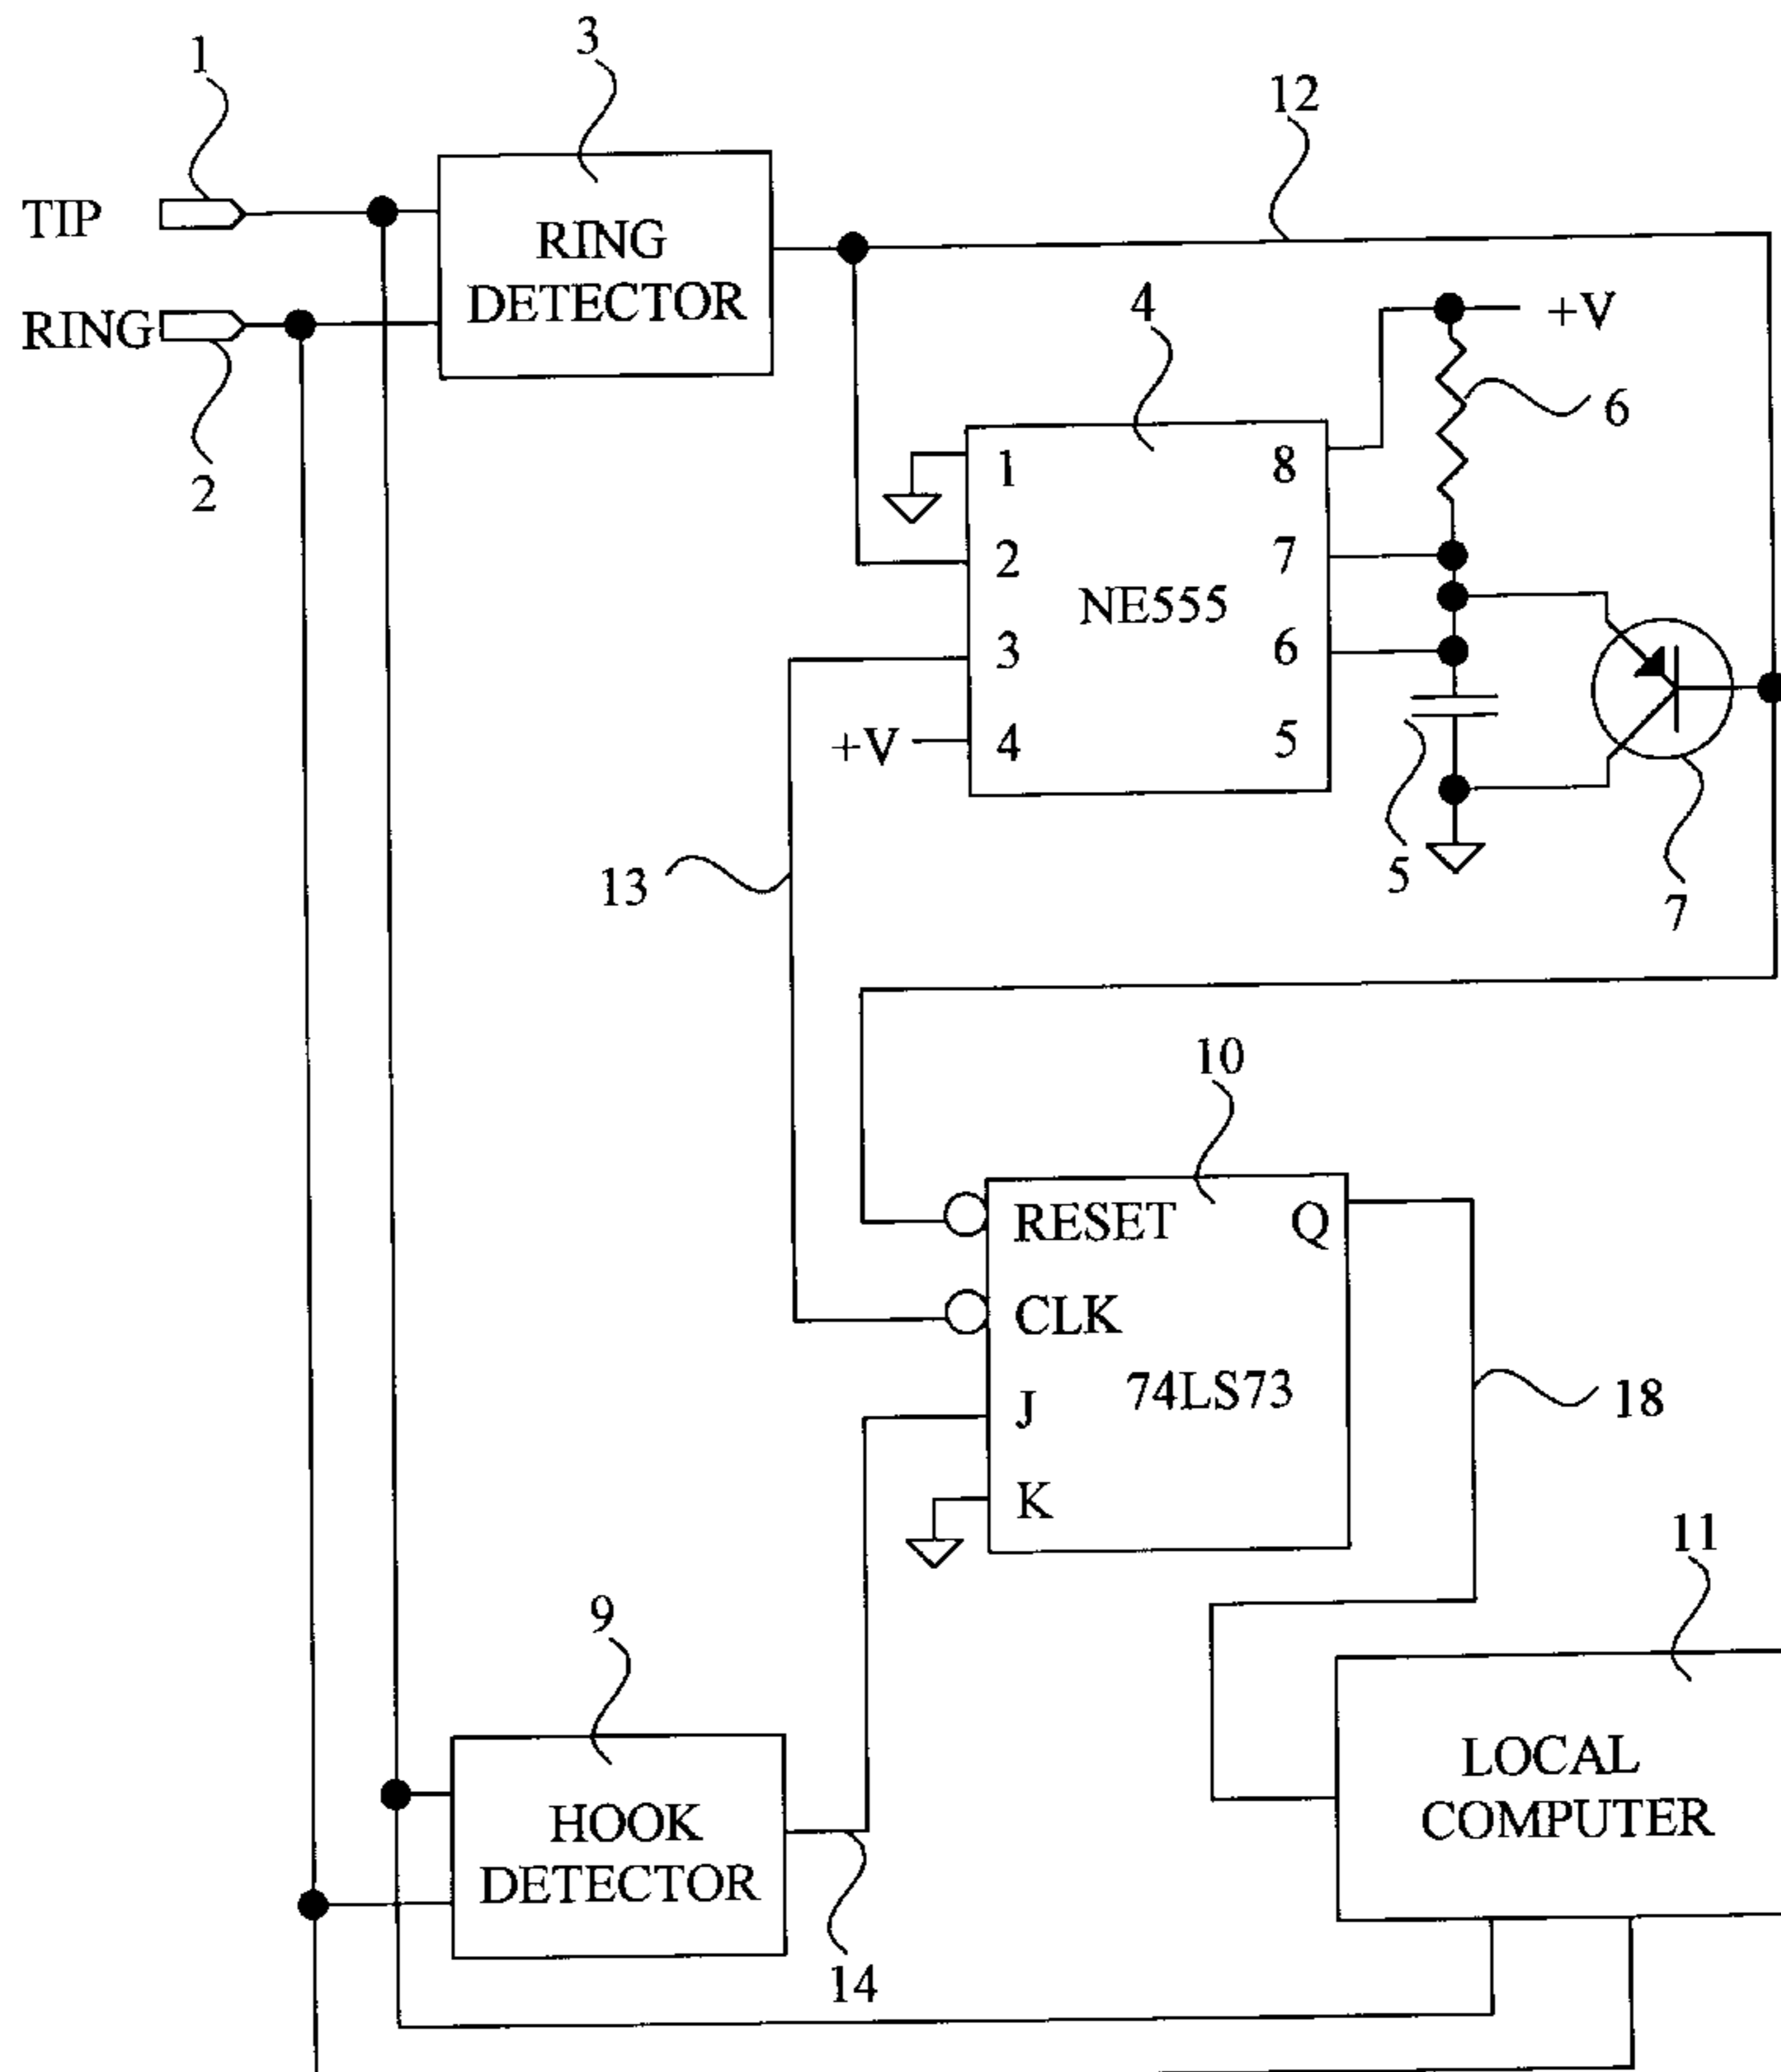 1
3
12
TIP
RING
DETECTOR
RING
2
4
+V
6
1
8
2
7
NE555
3
6
+V
4
5
13
5
7
10
RESET
Q
CLK
74LS73
J
18
K
11
9
LOCAL
COMPUTER
HOOK
DETECTOR
14